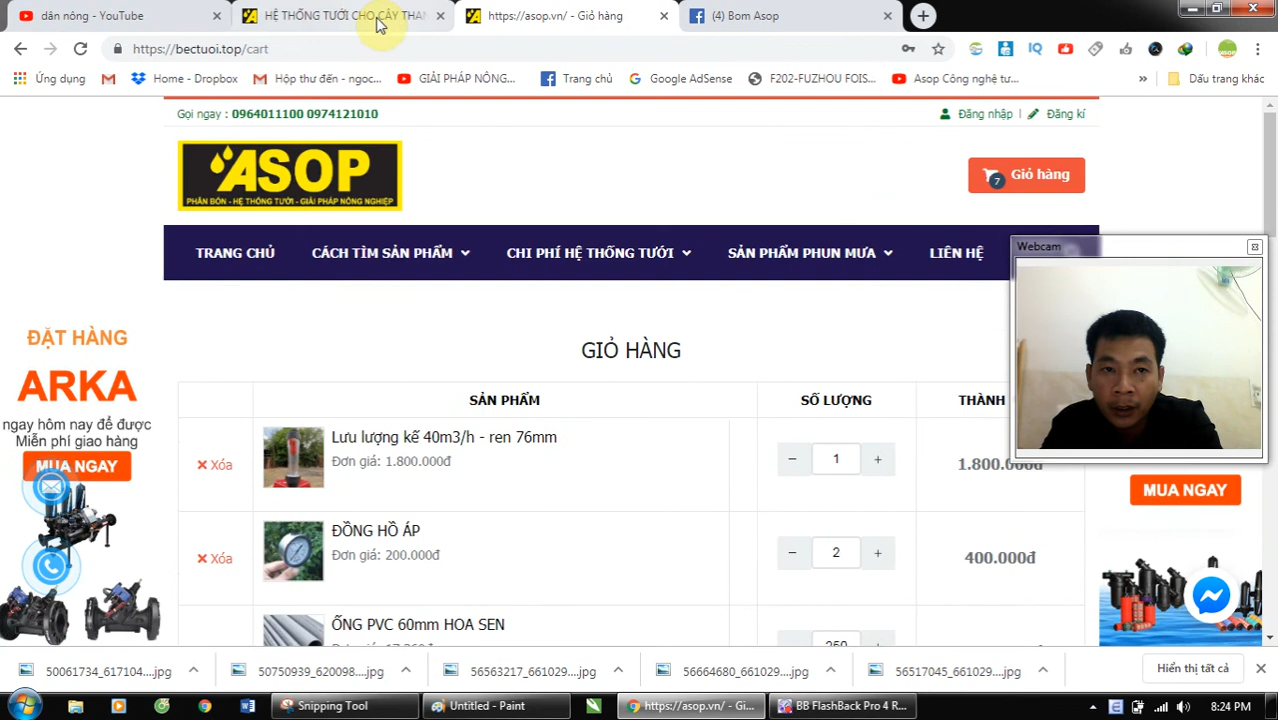 dân nông - YouTube
HỆ THỐNG TƯỚI CHO CÂY THAN
https://asop.vn/ - Giỏ hàng
(4) Bom Asop
https://bectuoi.top/cart
Ứng dụng
Home - Dropbox
Hộp thư đến - ngoc...
GIẢI PHÁP NÔNG...
Trang chủ
Google AdSense
F202-FUZHOU FOIS...
Asop Công nghệ tư...
»
Dấu trang khác
Gọi ngay : 0964011100 0974121010
Đăng nhập | Đăng kí
ASOP
PHÂN BÓN - HỆ THỐNG TƯỚI - GIẢI PHÁP NÔNG NGHIỆP
7 Giỏ hàng
TRANG CHỦ
CÁCH TÌM SẢN PHẨM
CHI PHÍ HỆ THỐNG TƯỚI
SẢN PHẨM PHUN MƯA
LIÊN HỆ
Webcam
ĐẶT HÀNG
ARKA
ngay hôm nay để được
Miễn phí giao hàng
MUA NGAY
GIỎ HÀNG
SẢN PHẨM
SỐ LƯỢNG
THÀNH
Xóa
Lưu lượng kế 40m3/h - ren 76mm
Đơn giá: 1.800.000đ
− 1 +
1.800.000đ
MUA NGAY
Xóa
ĐỒNG HỒ ÁP
Đơn giá: 200.000đ
− 2 +
400.000đ
ỐNG PVC 60mm HOA SEN
50061734_617104....jpg
50750939_620098....jpg
56563217_661029....jpg
56664680_661029....jpg
56517045_661029....jpg
Hiển thị tất cả
Snipping Tool
Untitled - Paint
https://asop.vn/ - Gi...
BB FlashBack Pro 4 R...
8:24 PM